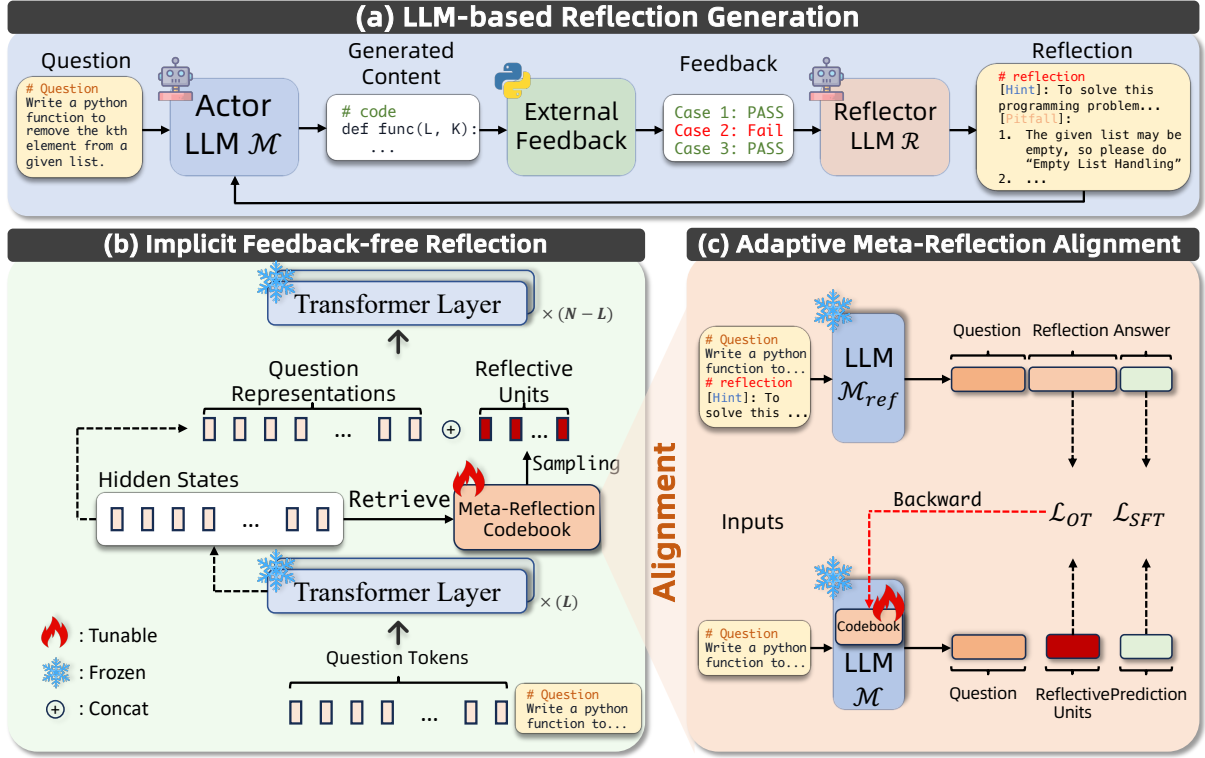 (a) LLM-based Reflection Generation
Question
# Question
Write a python
function to
remove the kth
element from a
given list.
Actor
LLM ℳ
Generated
Content
# code
def func(L, K):
...
External
Feedback
Feedback
Case 1: PASS
Case 2: Fail
Case 3: PASS
Reflector
LLM ℛ
Reflection
# reflection
[Hint]: To solve this
programming problem...
[Pitfall]:
1. The given list may be
empty, so please do
“Empty List Handling”
2. ...
(b) Implicit Feedback-free Reflection
Transformer Layer
× (N − L)
Question
Representations
Reflective
Units
...
...
Sampling
Hidden States
...
Retrieve
Meta-Reflection
Codebook
Transformer Layer
× (L)
: Tunable
: Frozen
: Concat
Question Tokens
...
# Question
Write a python
function to...
Alignment
(c) Adaptive Meta-Reflection Alignment
# Question
Write a python
function to...
# reflection
[Hint]: To
solve this ...
LLM
ℳref
Question Reflection Answer
Backward
Inputs
ℒOT ℒSFT
# Question
Write a python
function to...
Codebook
LLM
ℳ
Question
Reflective
Units
Prediction